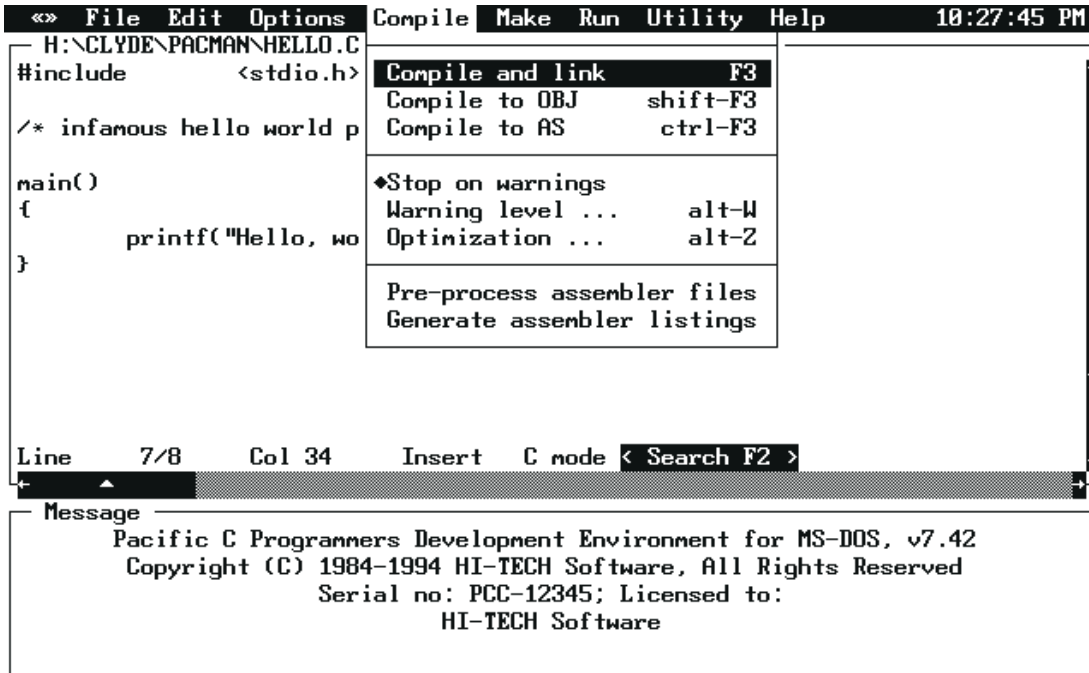 «» File Edit Options Compile Make Run Utility Help 10:27:45 PM
H:\CLYDE\PACMAN\HELLO.C
#include <stdio.h>
Compile and link F3
Compile to OBJ shift-F3
/* infamous hello world p
Compile to AS ctrl-F3
main()
◆Stop on warnings
{
Warning level ... alt-W
printf("Hello, wo
Optimization ... alt-Z
}
Pre-process assembler files
Generate assembler listings
Line 7/8 Col 34 Insert C mode < Search F2 >
Message
Pacific C Programmers Development Environment for MS-DOS, v7.42
Copyright (C) 1984-1994 HI-TECH Software, All Rights Reserved
Serial no: PCC-12345; Licensed to:
HI-TECH Software